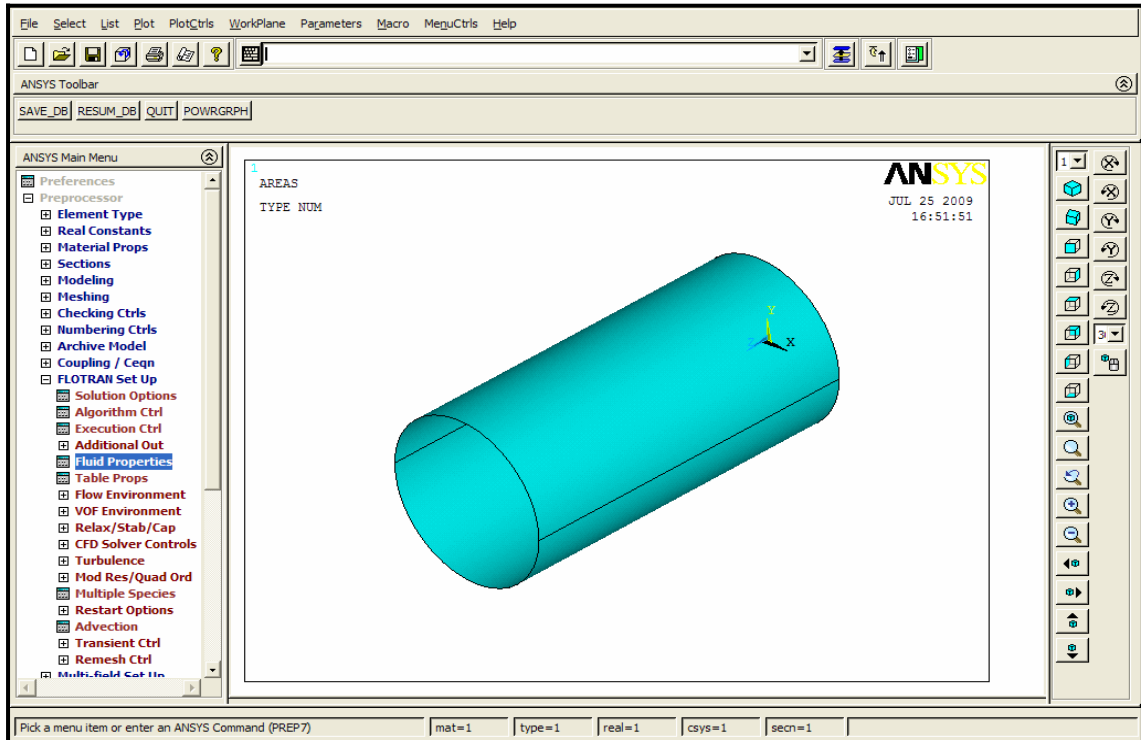 File Select List Plot PlotCtrls WorkPlane Parameters Macro MenuCtrls Help
ANSYS Toolbar
SAVE_DB RESUM_DB QUIT POWRGRPH
ANSYS Main Menu
Preferences
Preprocessor
Element Type
Real Constants
Material Props
Sections
Modeling
Meshing
Checking Ctrls
Numbering Ctrls
Archive Model
Coupling / Ceqn
FLOTRAN Set Up
Solution Options
Algorithm Ctrl
Execution Ctrl
Additional Out
Fluid Properties
Table Props
Flow Environment
VOF Environment
Relax/Stab/Cap
CFD Solver Controls
Turbulence
Mod Res/Quad Ord
Multiple Species
Restart Options
Advection
Transient Ctrl
Remesh Ctrl
Multi-field Set Up
1
AREAS
TYPE NUM
ANSYS
JUL 25 2009
16:51:51
Y
Z X
1
X
X
Y
Y
Z
Z
Pick a menu item or enter an ANSYS Command (PREP7) mat=1 type=1 real=1 csys=1 secn=1